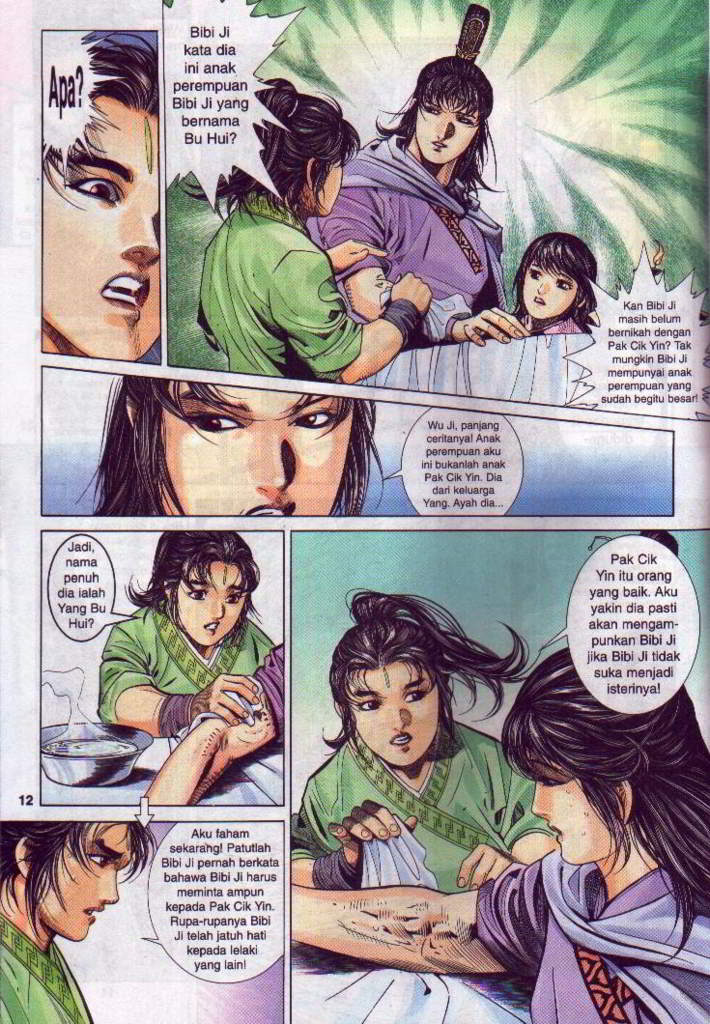 Apa?
Bibi Ji
kata dia
ini anak
perempuan
Bibi Ji yang
bernama
Bu Hui?
Kan Bibi Ji
masih belum
bernikah dengan
Pak Cik Yin? Tak
mungkin Bibi Ji
mempunyai anak
perempuan yang
sudah begitu besar!
Wu Ji, panjang
ceritanya! Anak
perempuan aku
ini bukanlah anak
Pak Cik Yin. Dia
dari keluarga
Yang. Ayah dia...
Jadi,
nama
penuh
dia ialah
Yang Bu
Hui?
Pak Cik
Yin itu orang
yang baik. Aku
yakin dia pasti
akan mengam-
punkan Bibi Ji
jika Bibi Ji tidak
suka menjadi
isterinya!
12
Aku faham
sekarang! Patutlah
Bibi Ji pernah berkata
bahawa Bibi Ji harus
meminta ampun
kepada Pak Cik Yin.
Rupa-rupanya Bibi
Ji telah jatuh hati
kepada lelaki
yang lain!